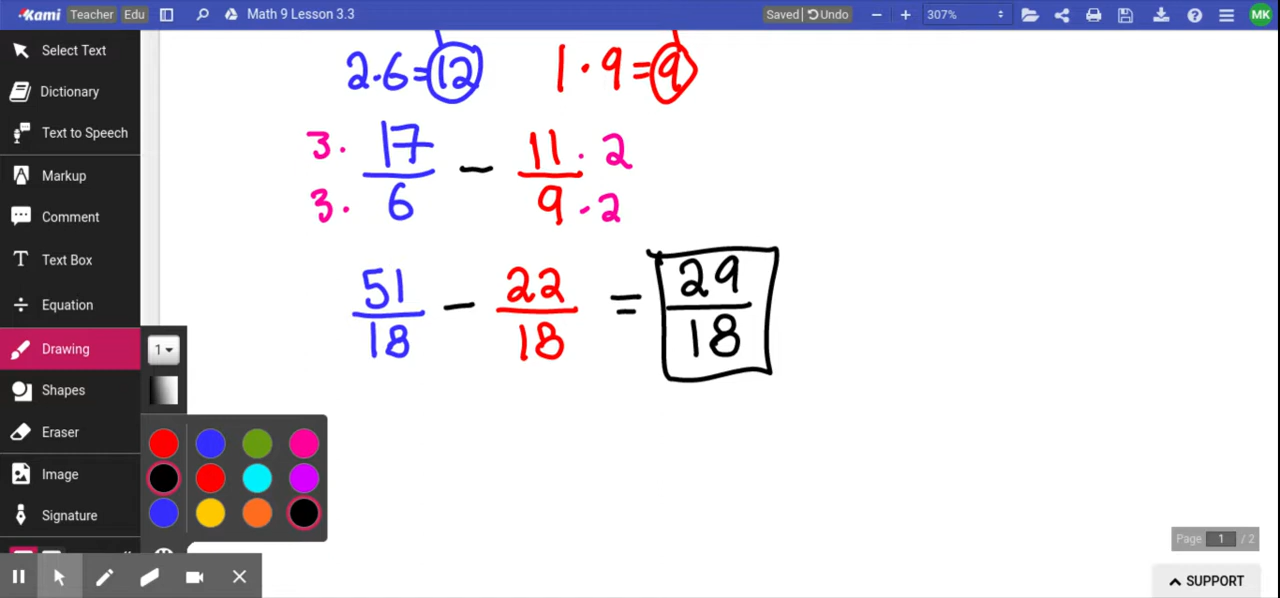 Kami Teacher Edu Math 9 Lesson 3.3 Saved Undo 307% MK
Select Text
Dictionary
Text to Speech
Markup
Comment
Text Box
Equation
Drawing
1
Shapes
Eraser
Image
Signature
2·6=12 1·9=9
3· 17 − 11 ·2
3· 6 9 ·2
51 − 22 = 29
18 18 18
Page 1 / 2
SUPPORT